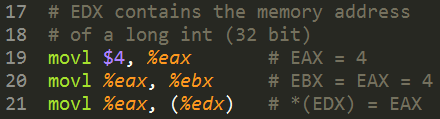 17 # EDX contains the memory address
18 # of a long int (32 bit)
19 movl $4, %eax # EAX = 4
20 movl %eax, %ebx # EBX = EAX = 4
21 movl %eax, (%edx) # *(EDX) = EAX